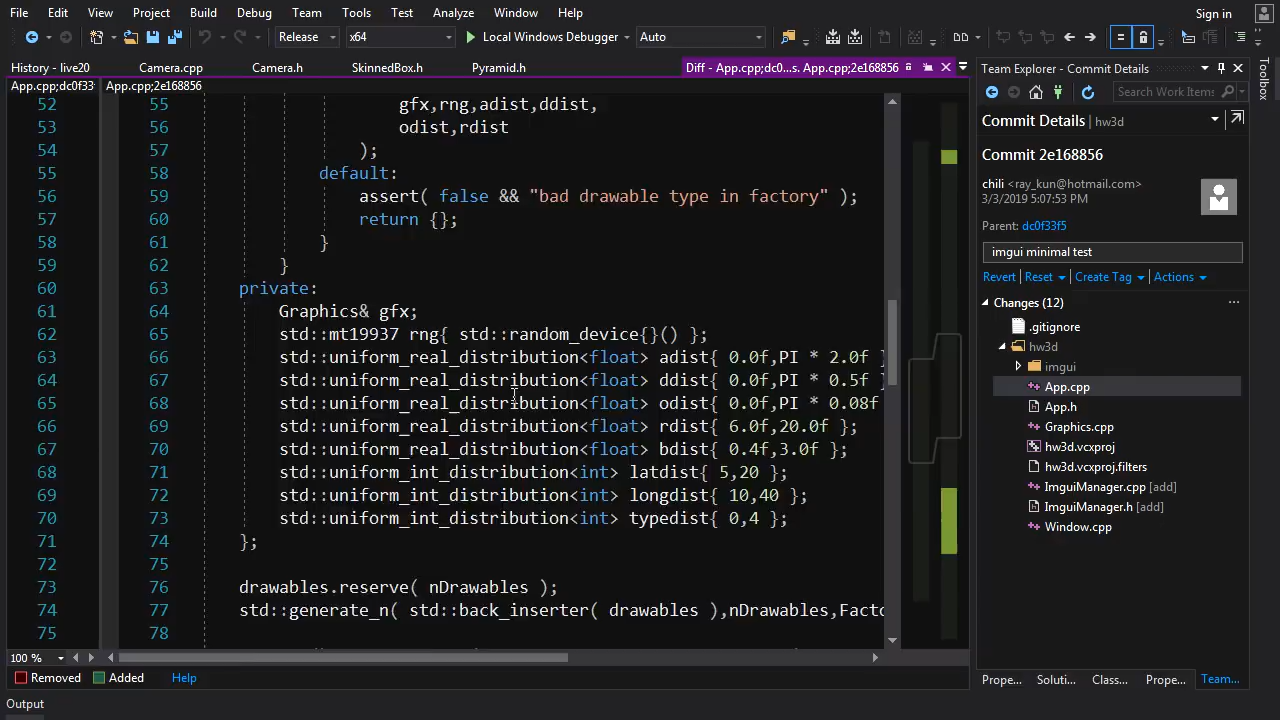 File Edit View Project Build Debug Team Tools Test Analyze Window Help Sign in
Release x64 Local Windows Debugger Auto
History - live20 Camera.cpp Camera.h SkinnedBox.h Pyramid.h Diff - App.cpp;dc0...s. App.cpp;2e168856
App.cpp;dc0f33 App.cpp;2e168856
52 55 gfx,rng,adist,ddist,
53 56 odist,rdist
54 57 );
55 58 default:
56 59 assert( false && "bad drawable type in factory" );
57 60 return {};
58 61 }
59 62 }
60 63 private:
61 64 Graphics& gfx;
62 65 std::mt19937 rng{ std::random_device{}() };
63 66 std::uniform_real_distribution<float> adist{ 0.0f,PI * 2.0f }
64 67 std::uniform_real_distribution<float> ddist{ 0.0f,PI * 0.5f }
65 68 std::uniform_real_distribution<float> odist{ 0.0f,PI * 0.08f
66 69 std::uniform_real_distribution<float> rdist{ 6.0f,20.0f };
67 70 std::uniform_real_distribution<float> bdist{ 0.4f,3.0f };
68 71 std::uniform_int_distribution<int> latdist{ 5,20 };
69 72 std::uniform_int_distribution<int> longdist{ 10,40 };
70 73 std::uniform_int_distribution<int> typedist{ 0,4 };
71 74 };
72 75
73 76 drawables.reserve( nDrawables );
74 77 std::generate_n( std::back_inserter( drawables ),nDrawables,Facto
75 78
100 %
Removed Added Help
Output
Team Explorer - Commit Details
Search Work Items
Commit Details hw3d
Commit 2e168856
chili <ray_kun@hotmail.com>
3/3/2019 5:07:53 PM
Parent: dc0f33f5
imgui minimal test
Revert Reset Create Tag Actions
Changes (12)
.gitignore
hw3d
imgui
App.cpp
App.h
Graphics.cpp
hw3d.vcxproj
hw3d.vcxproj.filters
ImguiManager.cpp [add]
ImguiManager.h [add]
Window.cpp
Prope... Soluti... Class... Prope... Team...
Toolbox